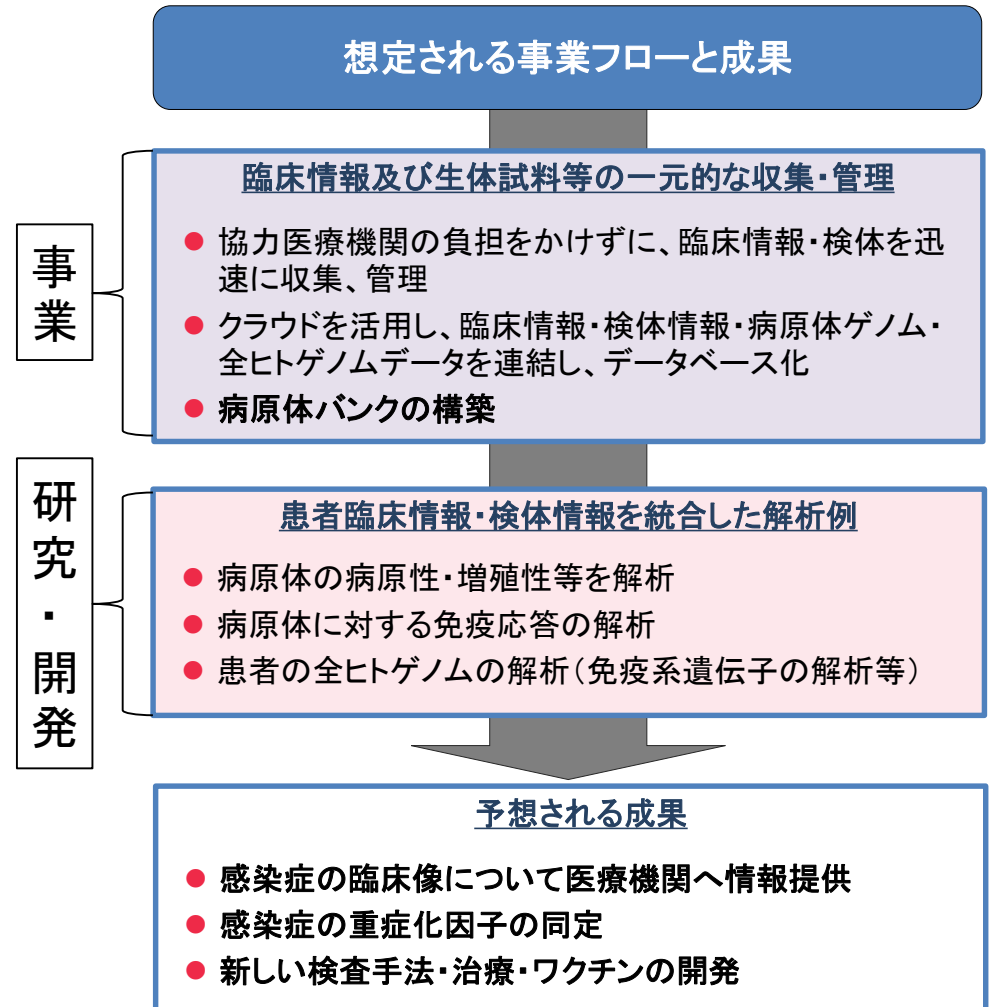 想定される事業フローと成果
事業
臨床情報及び生体試料等の一元的な収集・管理
● 協力医療機関の負担をかけずに、臨床情報・検体を迅
速に収集、管理
● クラウドを活用し、臨床情報・検体情報・病原体ゲノム・
全ヒトゲノムデータを連結し、データベース化
● 病原体バンクの構築
研究・開発
患者臨床情報・検体情報を統合した解析例
● 病原体の病原性・増殖性等を解析
● 病原体に対する免疫応答の解析
● 患者の全ヒトゲノムの解析（免疫系遺伝子の解析等）
予想される成果
● 感染症の臨床像について医療機関へ情報提供
● 感染症の重症化因子の同定
● 新しい検査手法・治療・ワクチンの開発